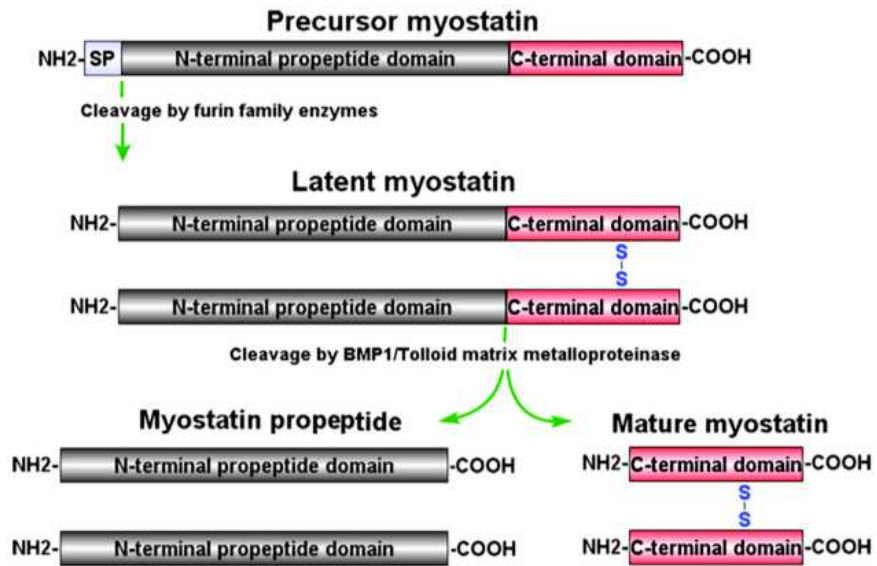 Precursor myostatin
NH2- SP N-terminal propeptide domain C-terminal domain -COOH
Cleavage by furin family enzymes
Latent myostatin
NH2- N-terminal propeptide domain C-terminal domain -COOH
S
S
NH2- N-terminal propeptide domain C-terminal domain -COOH
Cleavage by BMP1/Tolloid matrix metalloproteinase
Myostatin propeptide
Mature myostatin
NH2- N-terminal propeptide domain -COOH
NH2- C-terminal domain -COOH
S
S
NH2- N-terminal propeptide domain -COOH
NH2- C-terminal domain -COOH